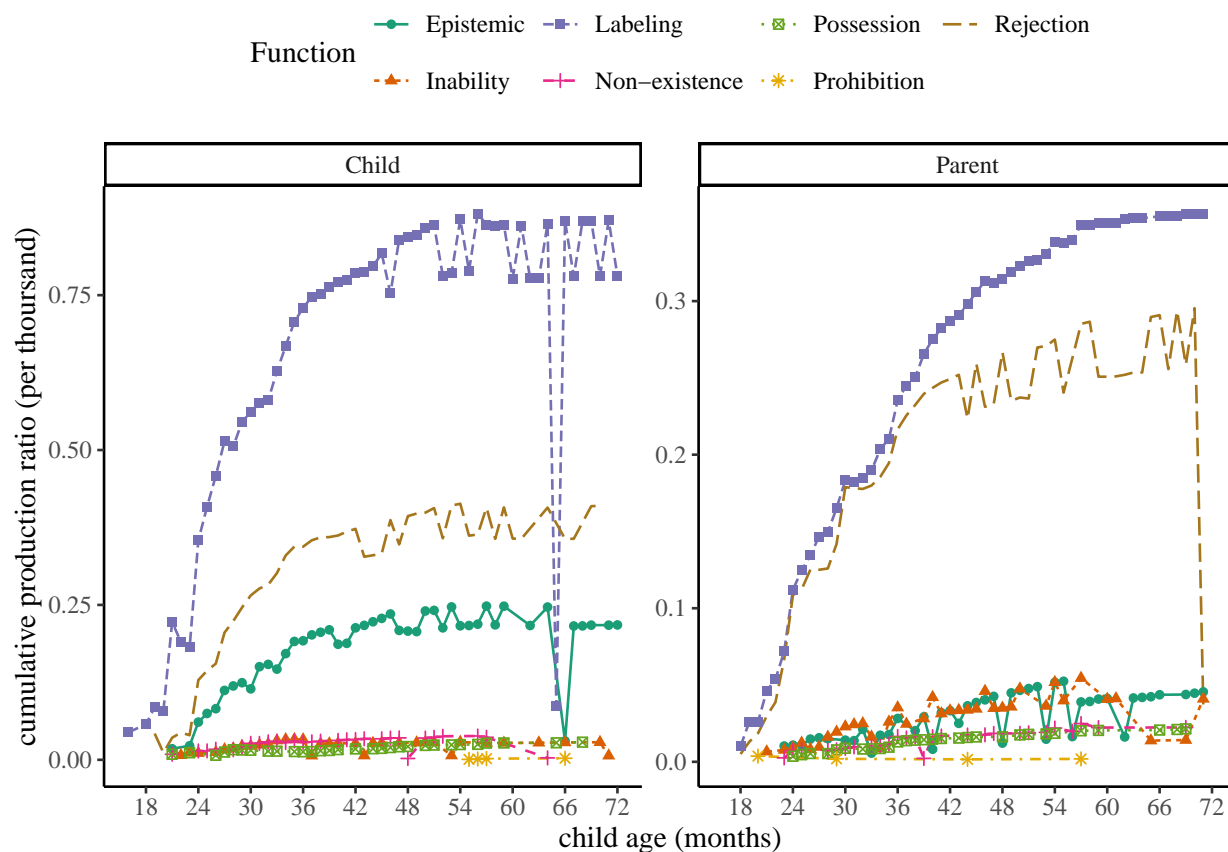 Function
Epistemic Labeling Possession Rejection
Inability Non−existence Prohibition
Child Parent
cumulative production ratio (per thoursand)
0.75
0.50
0.25
0.00
0.3
0.2
0.1
0.0
18 24 30 36 42 48 54 60 66 72
18 24 30 36 42 48 54 60 66 72
child age (months)